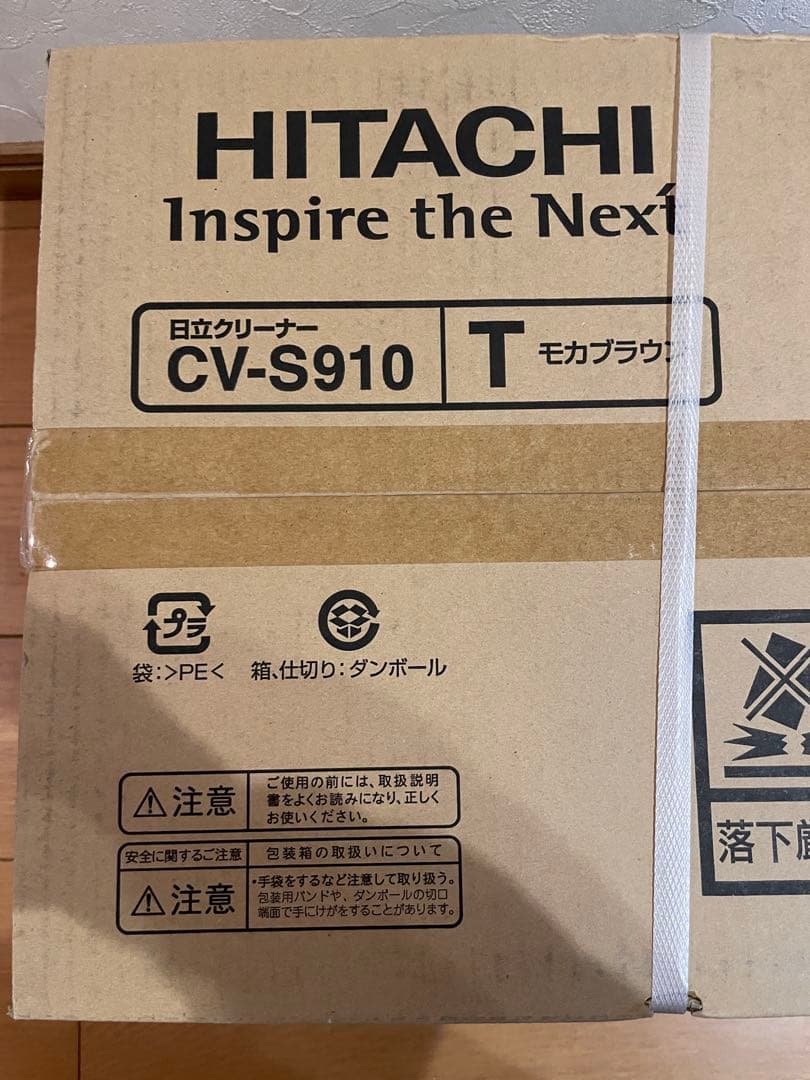 HITACHI
Inspire the Next
日立クリーナー
CV-S910
T モカブラウン
プラ
袋:>PE<
箱、仕切り:ダンボール
注意
ご使用の前には、取扱説明
書をよくお読みになり、正しく
お使いください。
安全に関するご注意
包装箱の取扱いについて
注意
・手袋をするなど注意して取り扱う。
包装用バンドや、ダンボールの切口
端面で手にけがをすることがあります。
落下